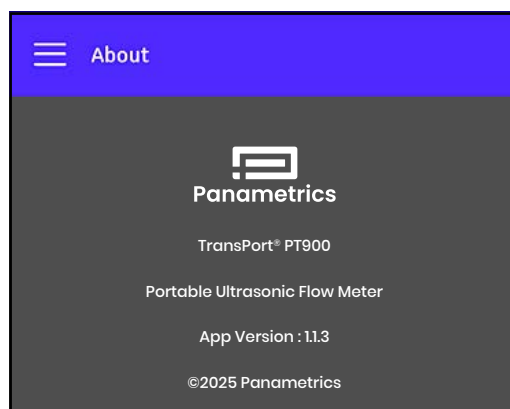 About
Panametrics
TransPort® PT900
Portable Ultrasonic Flow Meter
App Version : 1.1.3
©2025 Panametrics